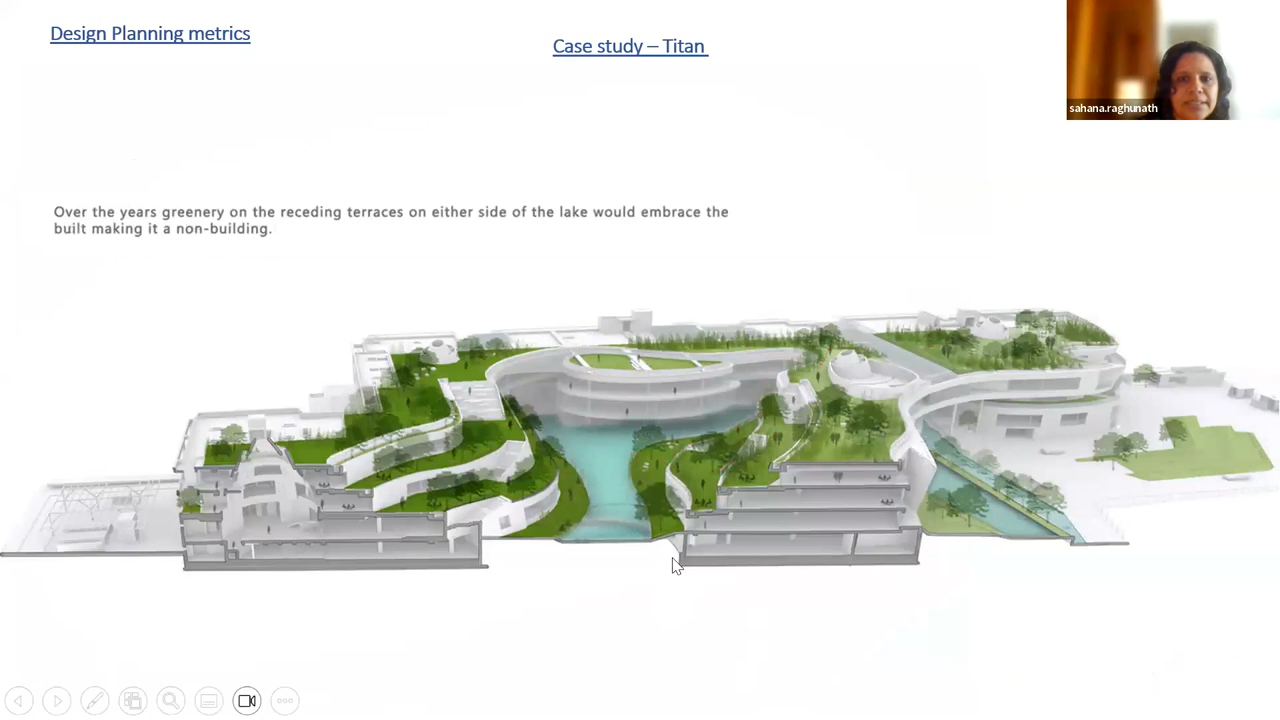 Design Planning metrics
Case study – Titan
sahana.raghunath
Over the years greenery on the receding terraces on either side of the lake would embrace the
built making it a non-building.